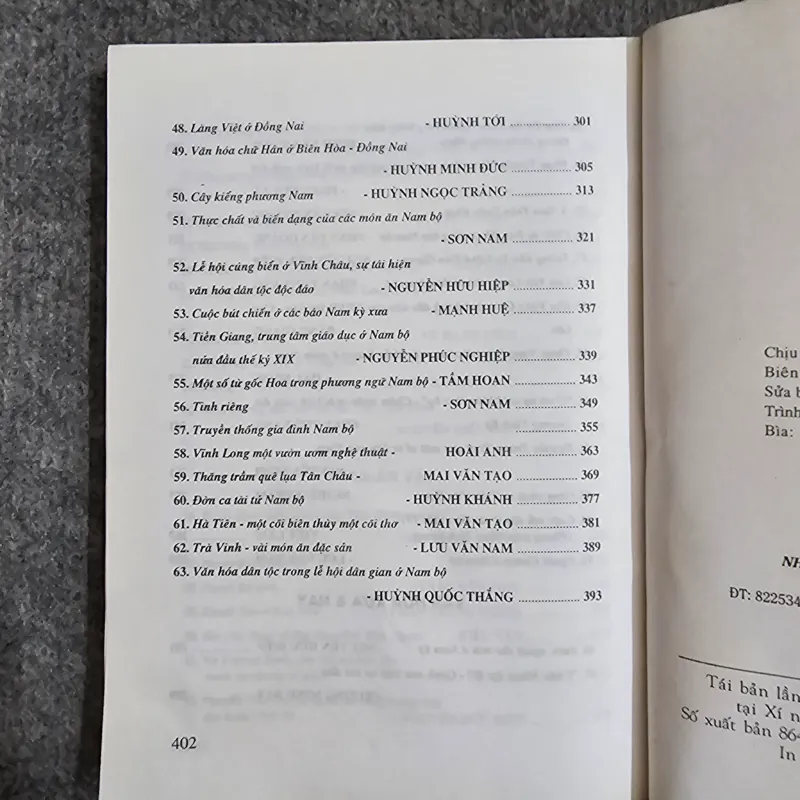 48. Làng Việt ở Đồng Nai - HUỲNH TỚI ................ 301
49. Văn hóa chữ Hán ở Biên Hòa - Đồng Nai
- HUỲNH MINH ĐỨC ................ 305
50. Cây kiểng phương Nam - HUỲNH NGỌC TRẢNG ................ 313
51. Thực chất và biến dạng của các món ăn Nam bộ
- SƠN NAM ................ 321
52. Lễ hội cúng biển ở Vĩnh Châu, sự tái hiện
văn hóa dân tộc độc đáo - NGUYỄN HỮU HIỆP ................ 331
53. Cuộc bút chiến ở các báo Nam kỳ xưa - MẠNH HUỆ ................ 337
54. Tiền Giang, trung tâm giáo dục ở Nam bộ
nửa đầu thế kỷ XIX - NGUYỄN PHÚC NGHIỆP ................ 339
55. Một số từ gốc Hoa trong phương ngữ Nam bộ - TẦM HOAN ................ 343
56. Tình riêng - SƠN NAM ................ 349
57. Truyền thống gia đình Nam bộ ................ 355
58. Vĩnh Long một vườn ươm nghệ thuật - HOÀI ANH ................ 363
59. Thăng trầm quê lụa Tân Châu - MAI VĂN TẠO ................ 369
60. Đờn ca tài tử Nam bộ - HUỲNH KHÁNH ................ 377
61. Hà Tiên - một cõi biên thùy một cõi thơ - MAI VĂN TẠO ................ 381
62. Trà Vinh - vài món ăn đặc sản - LƯU VĂN NAM ................ 389
63. Văn hóa dân tộc trong lễ hội dân gian ở Nam bộ
- HUỲNH QUỐC THẮNG ................ 393
402
Chịu
Biên
Sửa b
Trình
Bìa:
NH
ĐT: 822534
Tái bản lần
tại Xí n
Số xuất bản 864
In